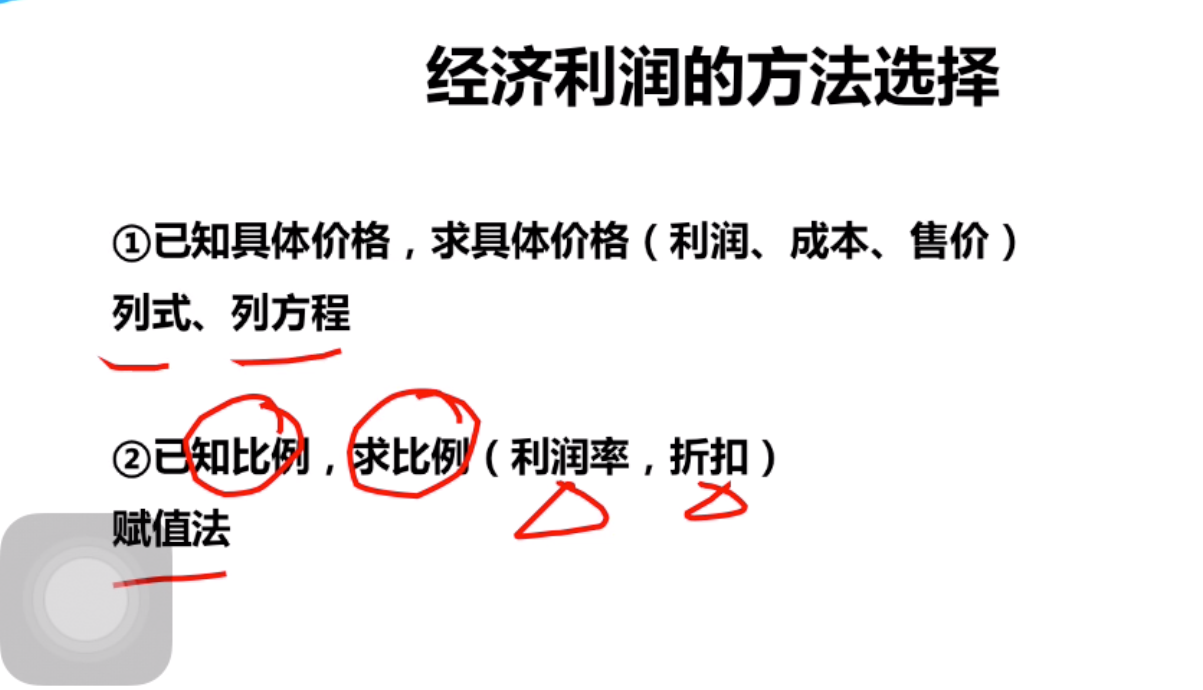 经济利润的方法选择
①已知具体价格，求具体价格（利润、成本、售价）
列式、列方程
②已知比例，求比例（利润率，折扣）
赋值法